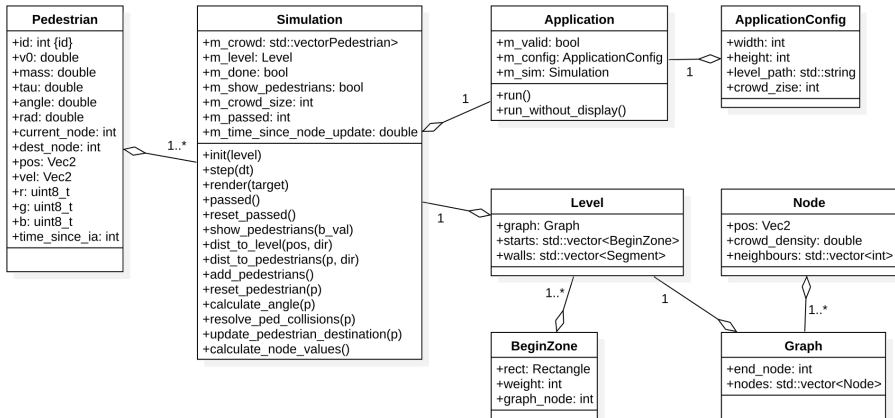 Pedestrian
+id: int {id}
+v0: double
+mass: double
+tau: double
+angle: double
+rad: double
+current_node: int
+dest_node: int
+pos: Vec2
+vel: Vec2
+r: uint8_t
+g: uint8_t
+b: uint8_t
+time_since_ia: int
1..*
Simulation
+m_crowd: std::vectorPedestrian>
+m_level: Level
+m_done: bool
+m_show_pedestrians: bool
+m_crowd_size: int
+m_passed: int
+m_time_since_node_update: double
+init(level)
+step(dt)
+render(target)
+passed()
+reset_passed()
+show_pedestrians(b_val)
+dist_to_level(pos, dir)
+dist_to_pedestrians(p, dir)
+add_pedestrians()
+reset_pedestrian(p)
+calculate_angle(p)
+resolve_ped_collisions(p)
+update_pedestrian_destination(p)
+calculate_node_values()
1
Application
+m_valid: bool
+m_config: ApplicationConfig
+m_sim: Simulation
+run()
+run_without_display()
1
ApplicationConfig
+width: int
+height: int
+level_path: std::string
+crowd_zise: int
1
Level
+graph: Graph
+starts: std::vector<BeginZone>
+walls: std::vector<Segment>
Node
+pos: Vec2
+crowd_density: double
+neighbours: std::vector<int>
1..*
1
1..*
BeginZone
+rect: Rectangle
+weight: int
+graph_node: int
Graph
+end_node: int
+nodes: std::vector<Node>